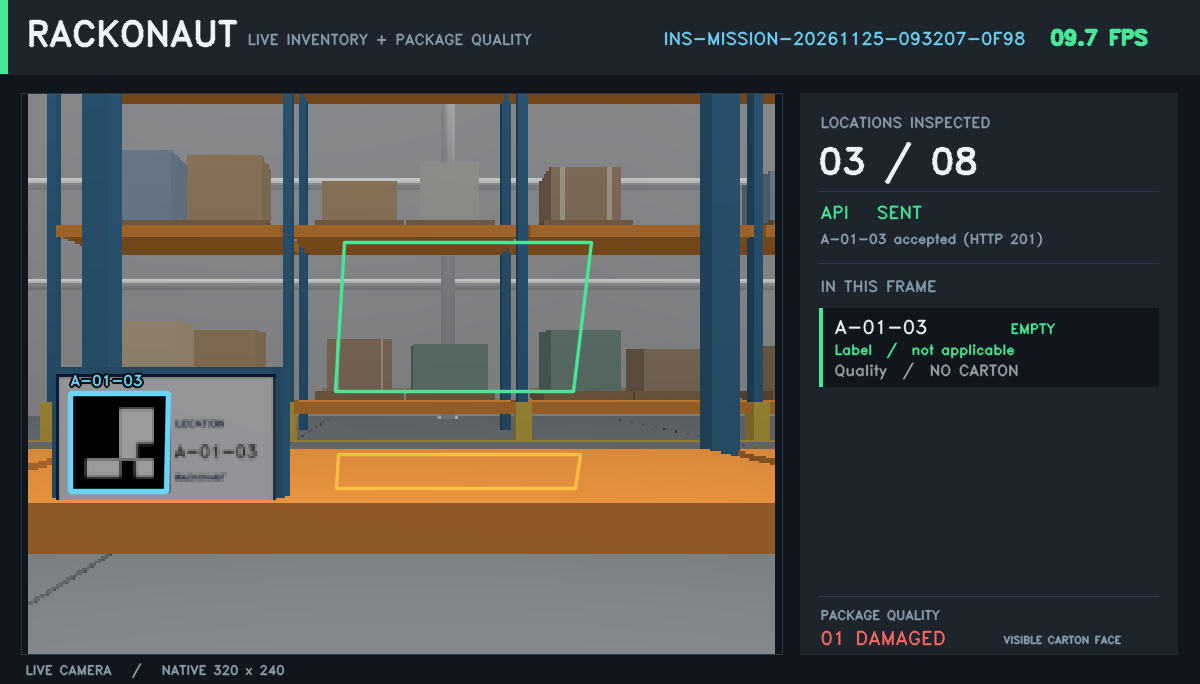 RACKONAUT LIVE INVENTORY + PACKAGE QUALITY INS-MISSION-20261125-093207-0F98 09.7 FPS
A-01-03
LOCATION
A-01-03
RACKONAUT
LIVE CAMERA / NATIVE 320 x 240
LOCATIONS INSPECTED
03 / 08
API SENT
A-01-03 accepted (HTTP 201)
IN THIS FRAME
A-01-03 EMPTY
Label / not applicable
Quality / NO CARTON
PACKAGE QUALITY
01 DAMAGED VISIBLE CARTON FACE